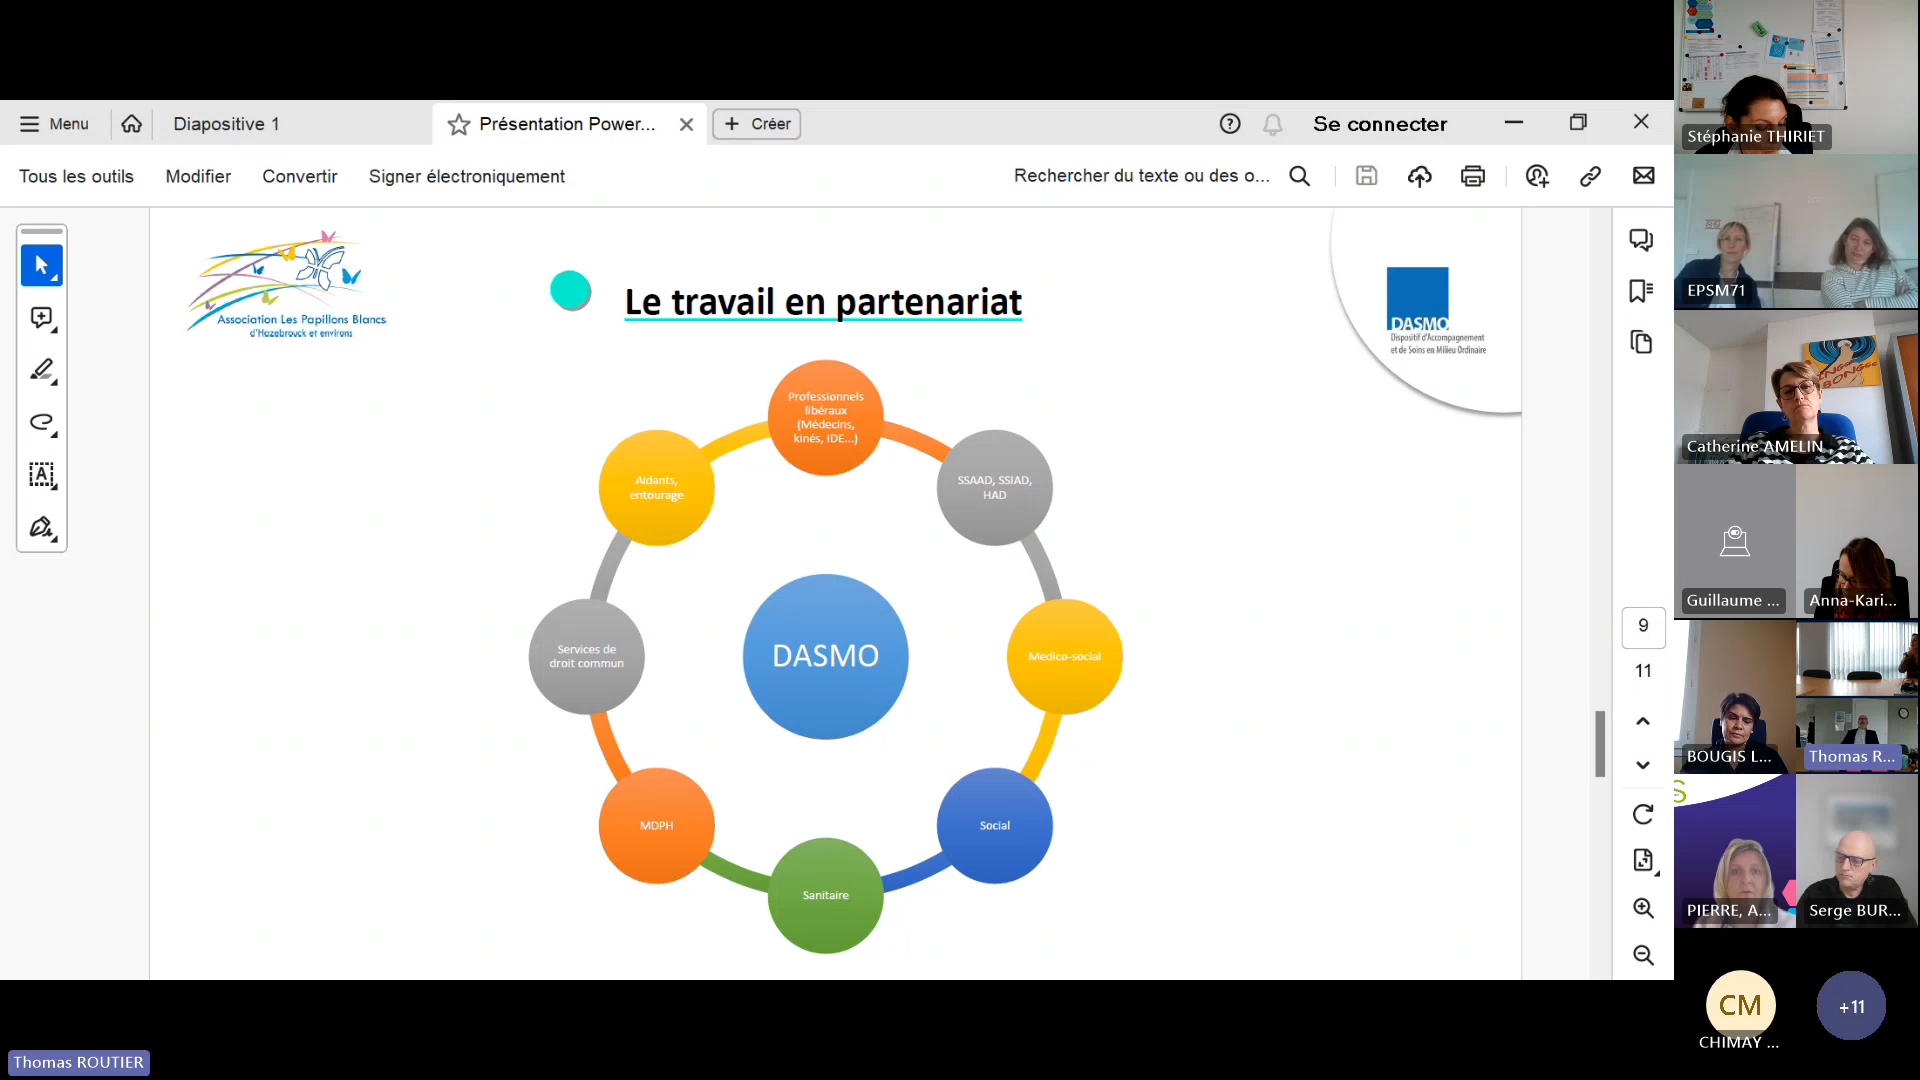 Menu
Diapositive 1
Présentation Power...
Créer
Se connecter
Tous les outils
Modifier
Convertir
Signer électroniquement
Rechercher du texte ou des o...
Association Les Papillons Blancs
d'Hazebrouck et environs
Le travail en partenariat
DASMO
Dispositif d'Accompagnement
et de Soins en Milieu Ordinaire
Professionnels
libéraux
(Médecins,
kinés, IDE...)
Aidants,
entourage
SSAAD, SSIAD,
HAD
Services de
droit commun
DASMO
Medico-social
MDPH
Social
Sanitaire
9
11
Stéphanie THIRIET
EPSM71
Catherine AMELIN
Guillaume ...
Anna-Kari...
BOUGIS L...
Thomas R...
PIERRE, A...
Serge BUR...
CM
+11
CHIMAY ...
Thomas ROUTIER